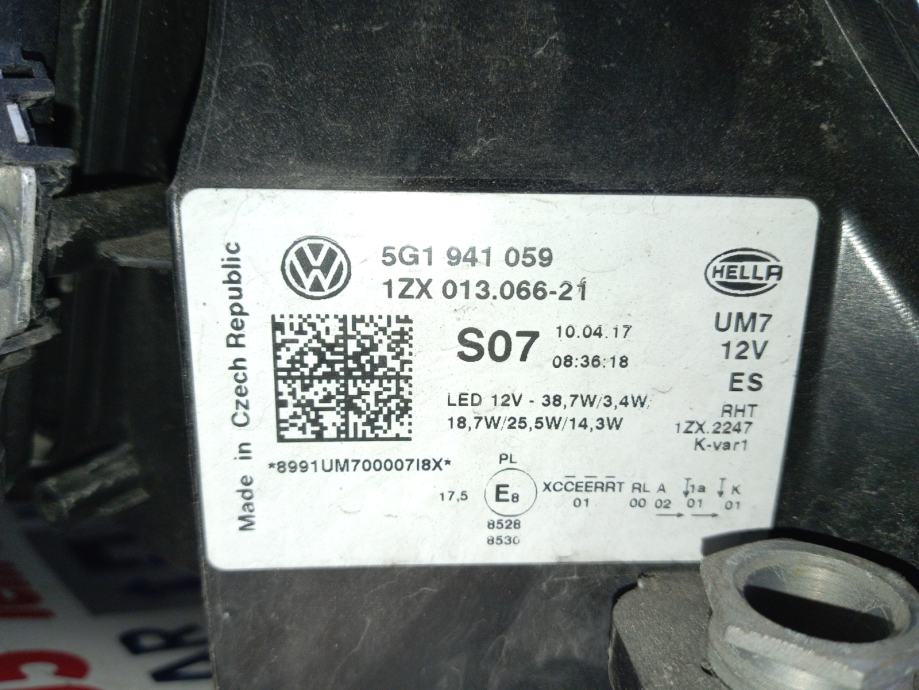 Made in Czech Republic
5G1 941 059
1ZX 013.066-21
HELLA
S07
10.04.17
08:36:18
UM7
12V
ES
LED 12V - 38,7W/3,4W
18,7W/25,5W/14,3W
RHT
1ZX.2247
K-var1
*8991UM700007I8X*
PL
17,5
E8
XCCEERRT RL A 1a K
01 00 02 01 01
8528
8530